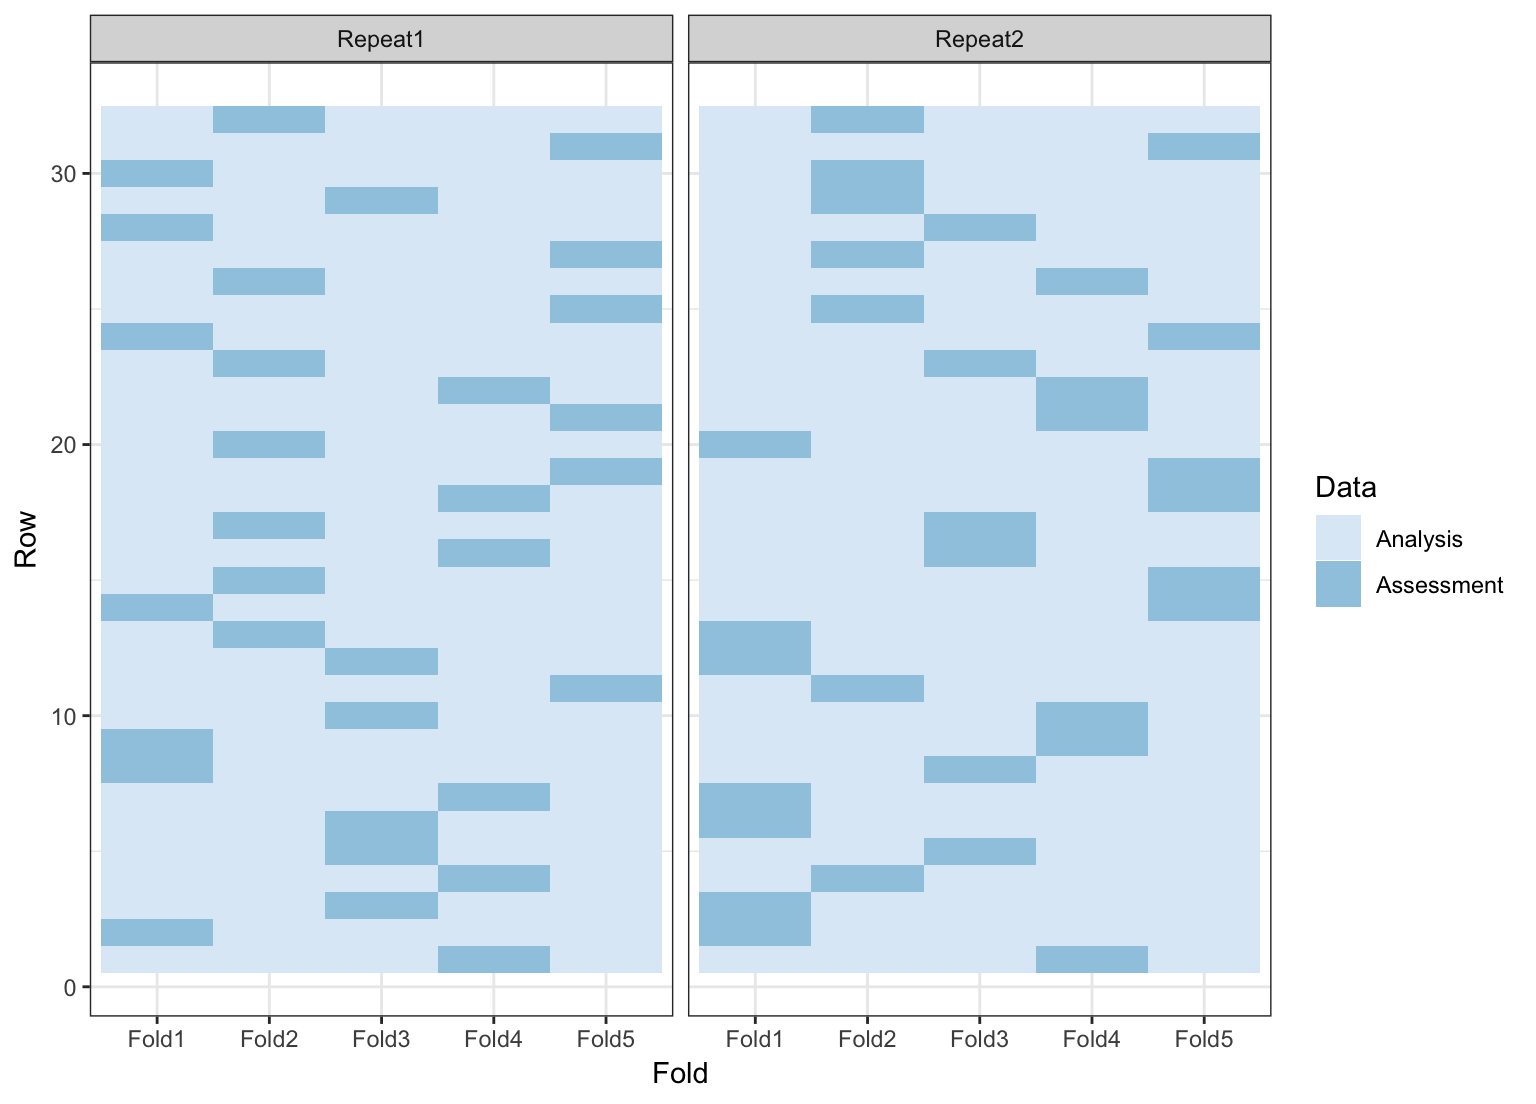 Repeat1 Repeat2
30
20
10
0
Row
Fold1 Fold2 Fold3 Fold4 Fold5 Fold1 Fold2 Fold3 Fold4 Fold5
Fold
Data
Analysis
Assessment